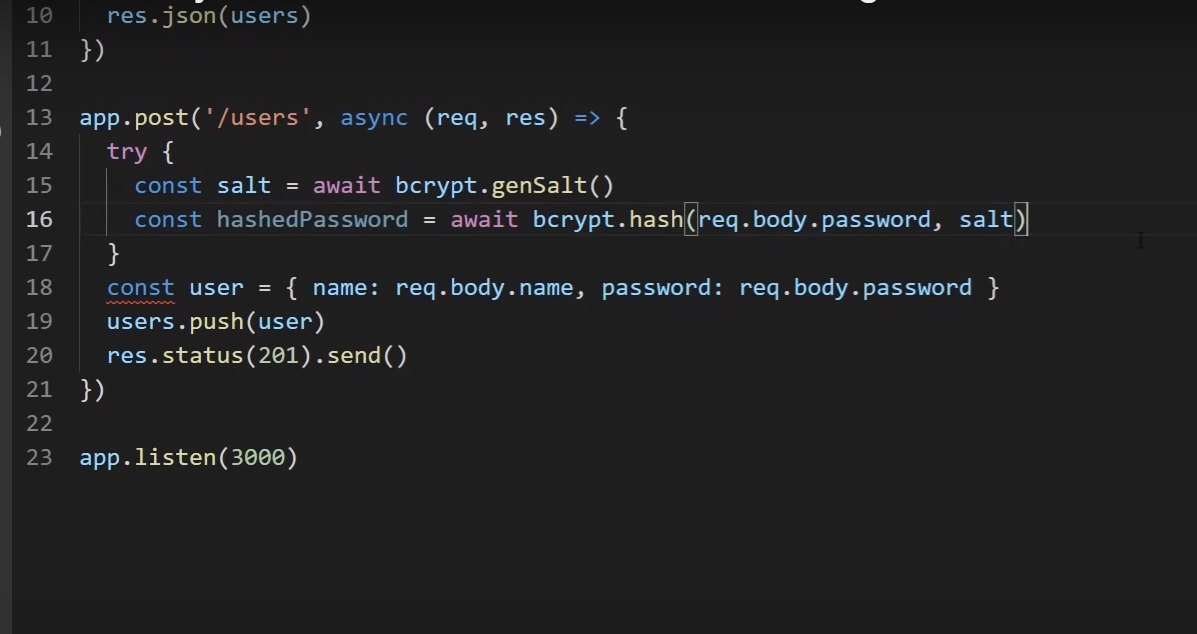 10 res.json(users)
11 })
12
13 app.post('/users', async (req, res) => {
14 try {
15 const salt = await bcrypt.genSalt()
16 const hashedPassword = await bcrypt.hash(req.body.password, salt)
17 }
18 const user = { name: req.body.name, password: req.body.password }
19 users.push(user)
20 res.status(201).send()
21 })
22
23 app.listen(3000)